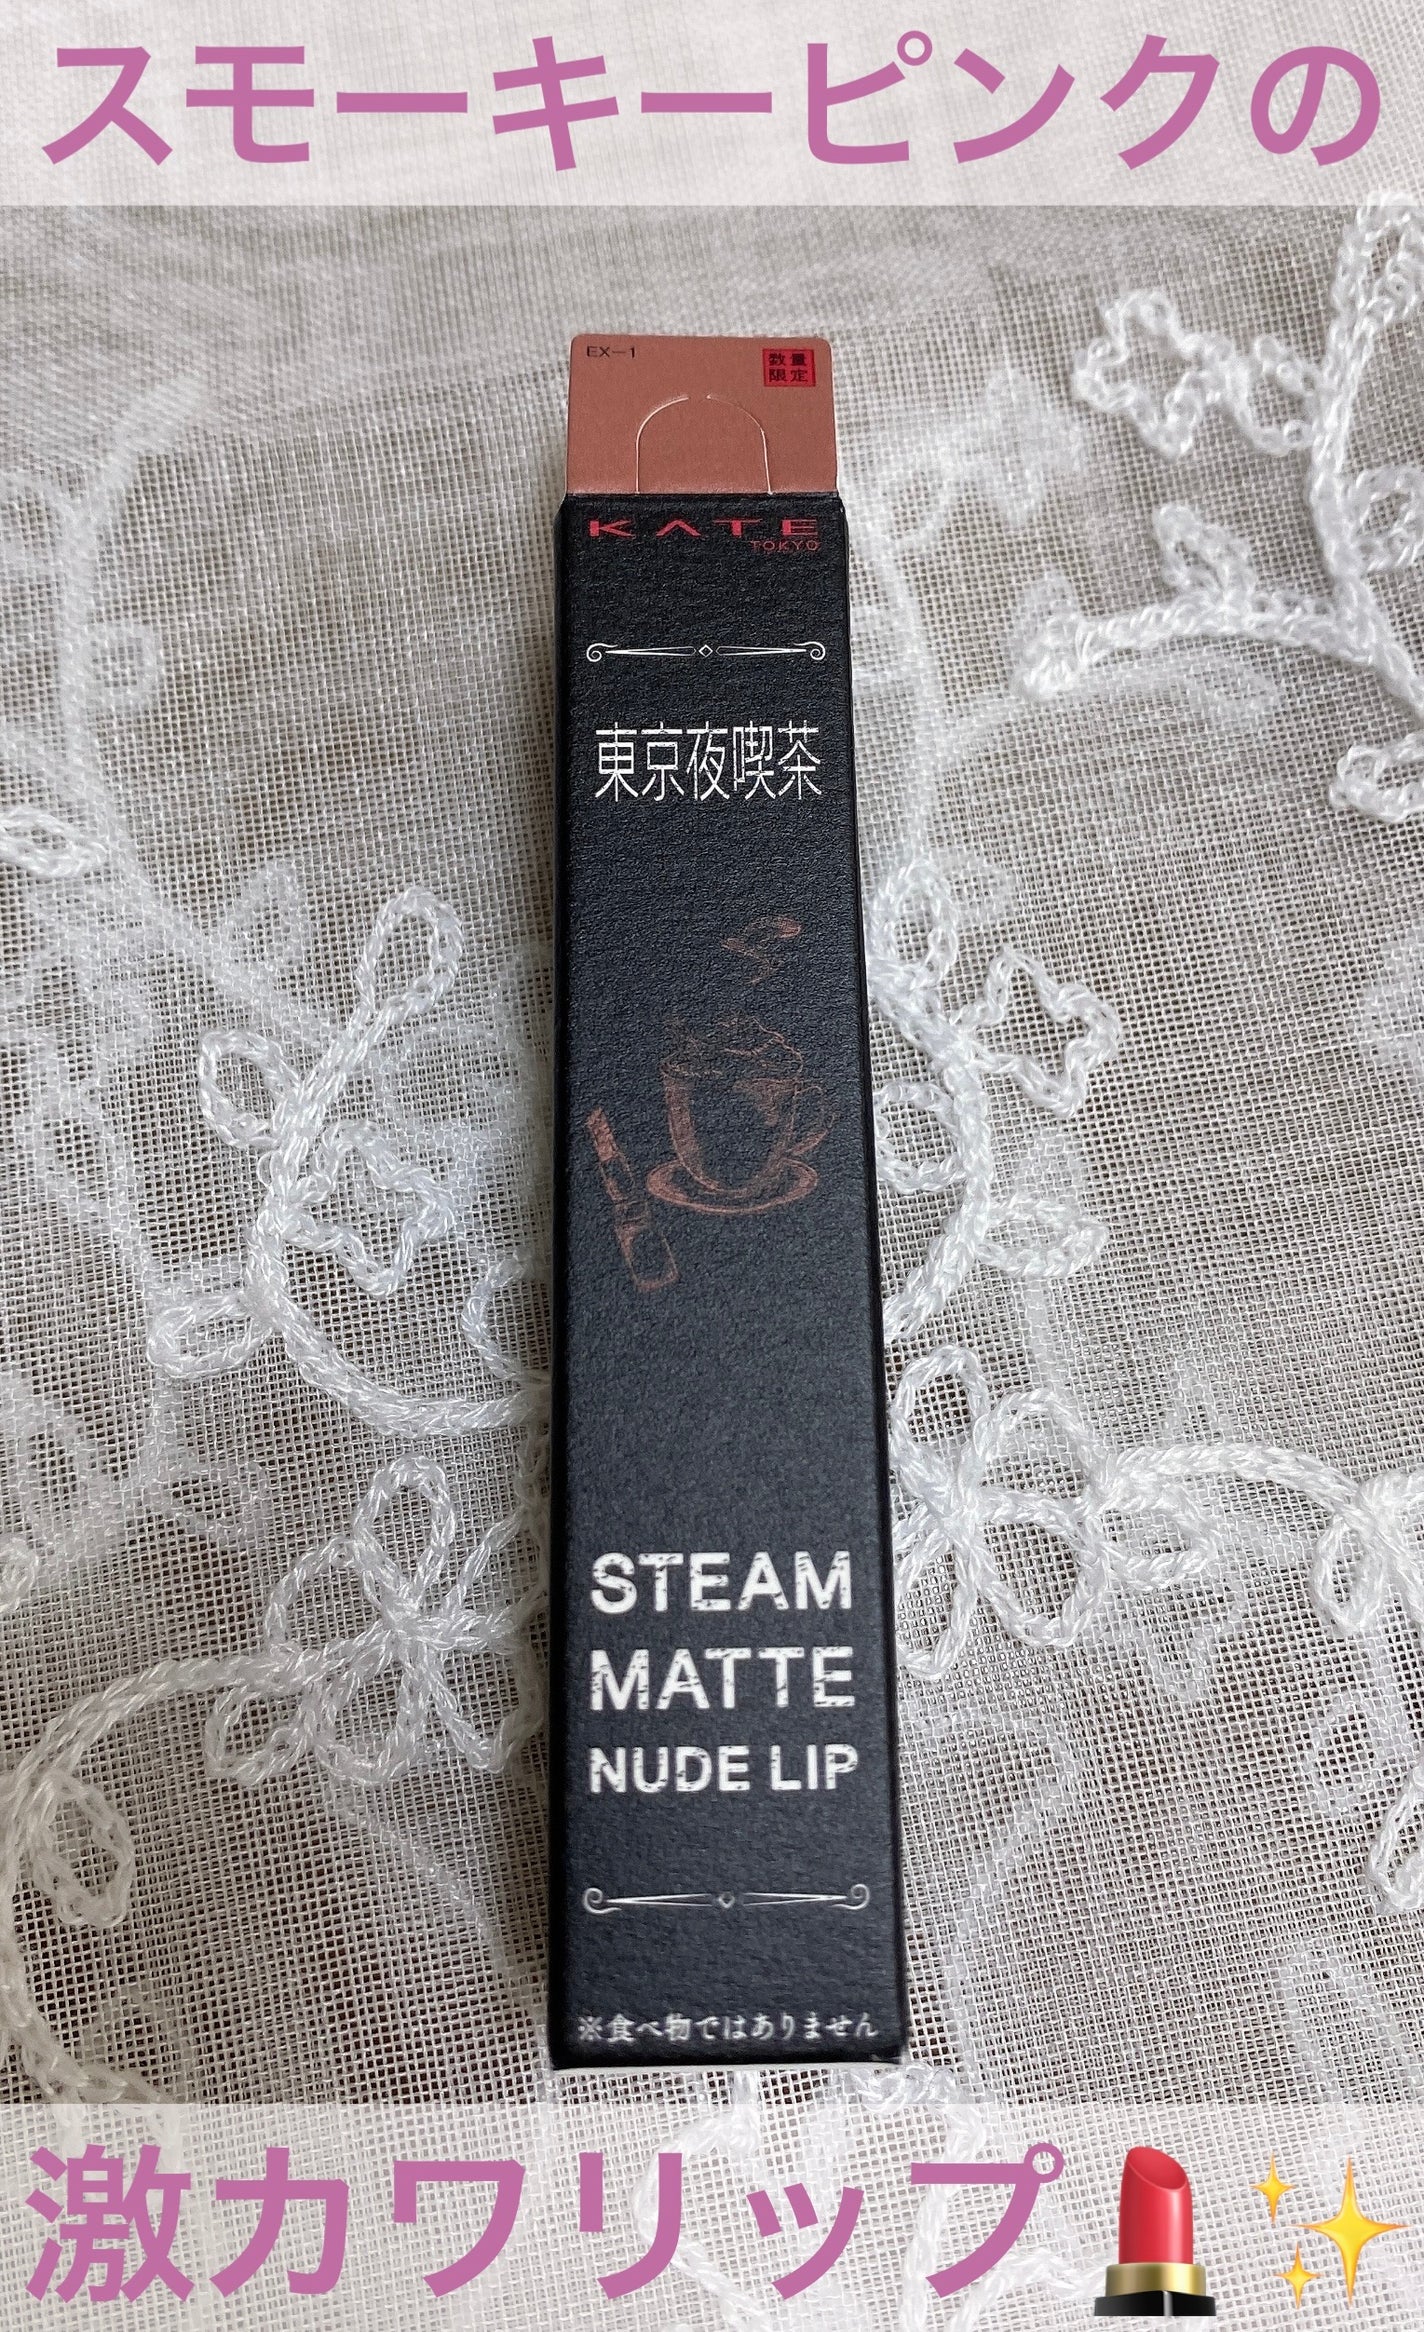 スモーキーピンクの
EX-1
数量
限定
KATE
TOKYO
東京夜喫茶
STEAM
MATTE
NUDE LIP
※食べ物ではありません
激カワリップ💄✨